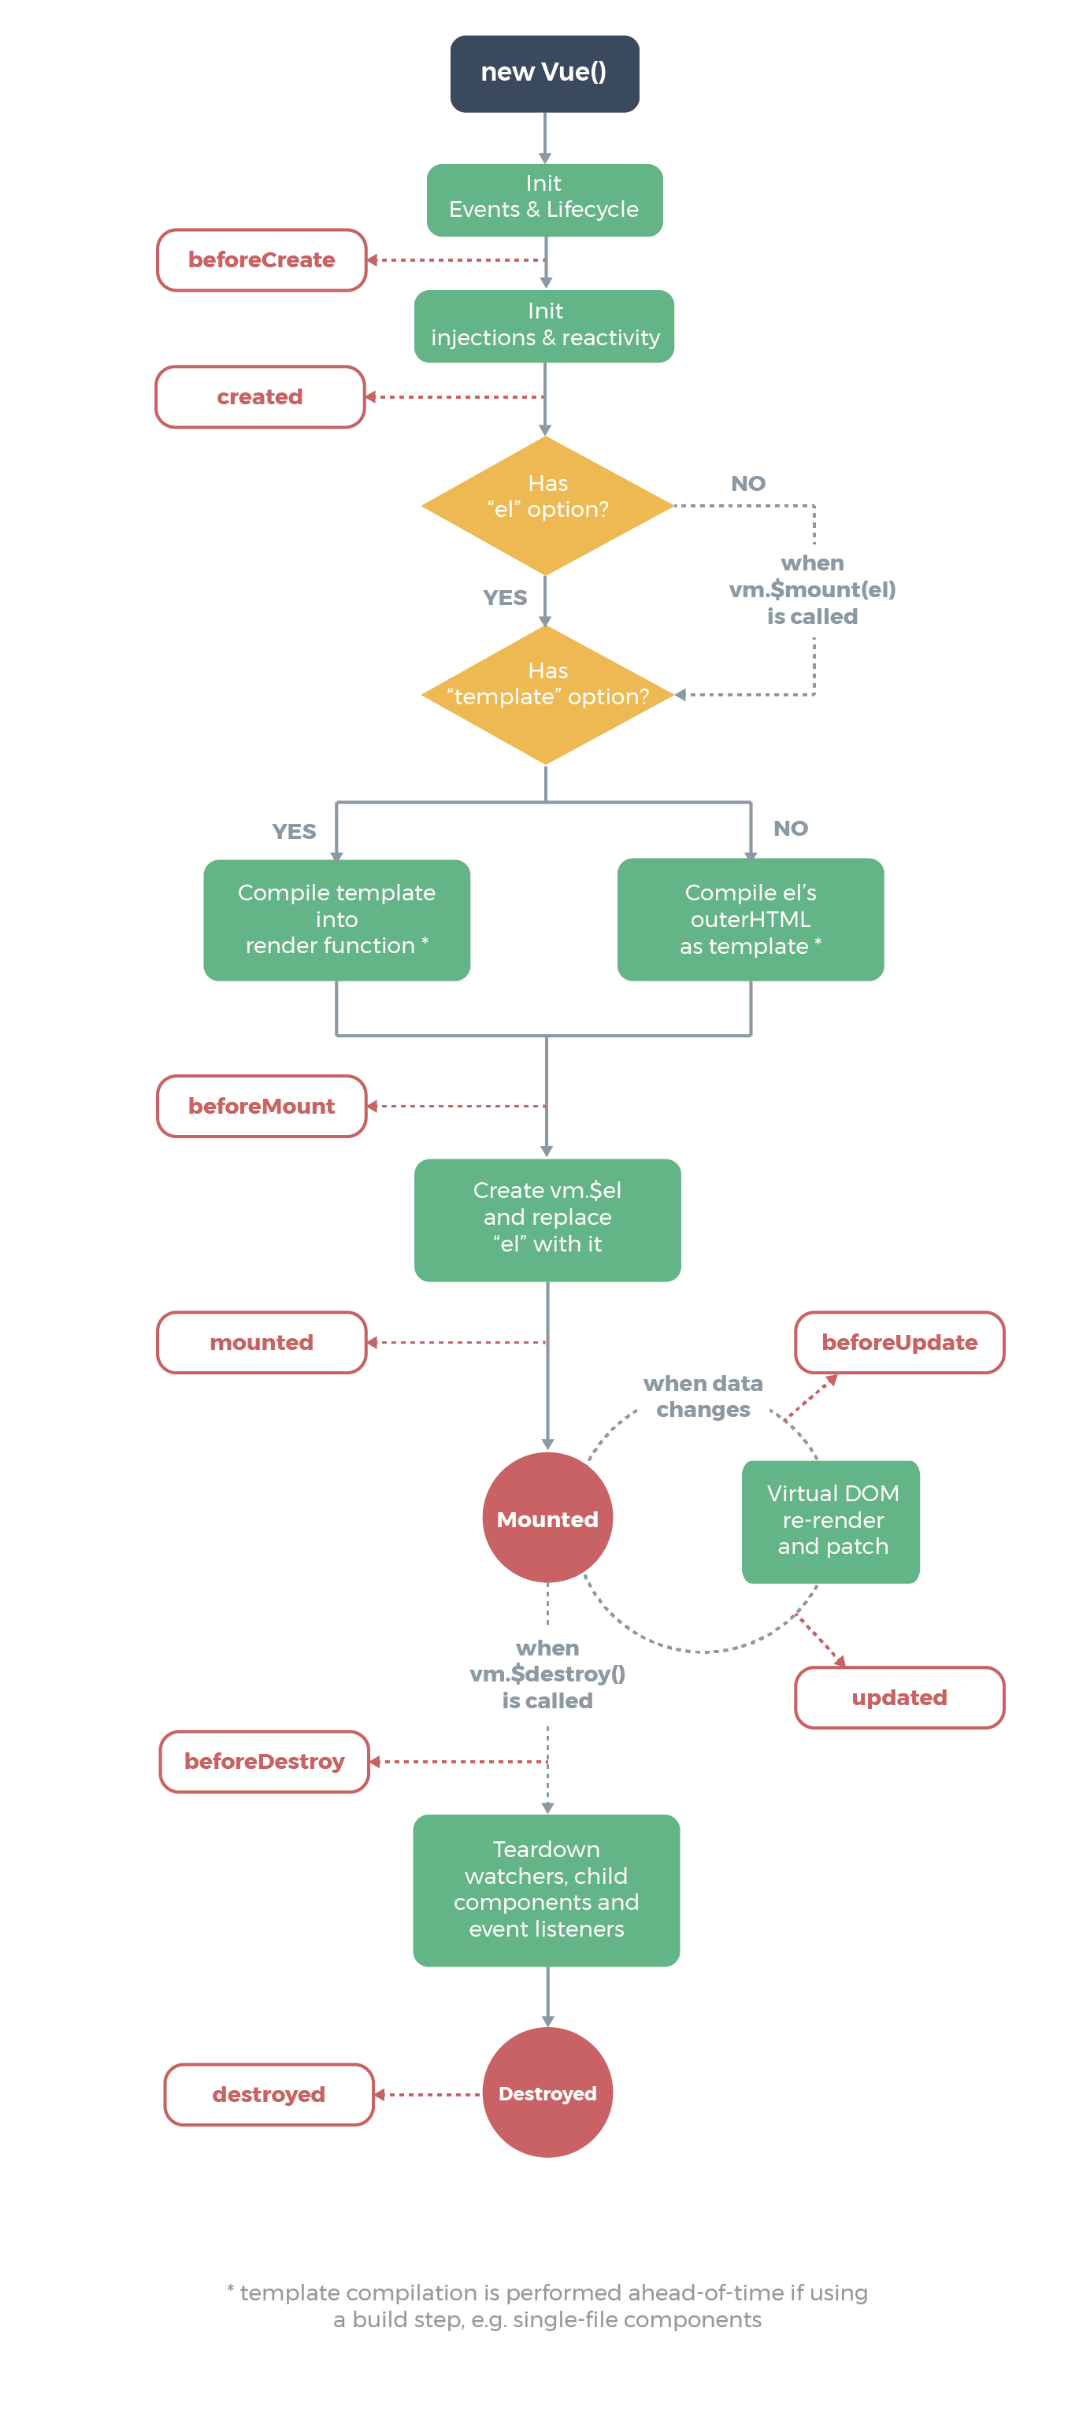 new Vue()
Init
Events & Lifecycle
beforeCreate
Init
injections & reactivity
created
Has
“el” option?
NO
when
vm.$mount(el)
is called
YES
Has
“template” option?
YES
NO
Compile template
into
render function *
Compile el’s
outerHTML
as template *
beforeMount
Create vm.$el
and replace
“el” with it
mounted
beforeUpdate
when data
changes
Mounted
Virtual DOM
re-render
and patch
when
vm.$destroy()
is called
updated
beforeDestroy
Teardown
watchers, child
components and
event listeners
destroyed
Destroyed
* template compilation is performed ahead-of-time if using
a build step, e.g. single-file components